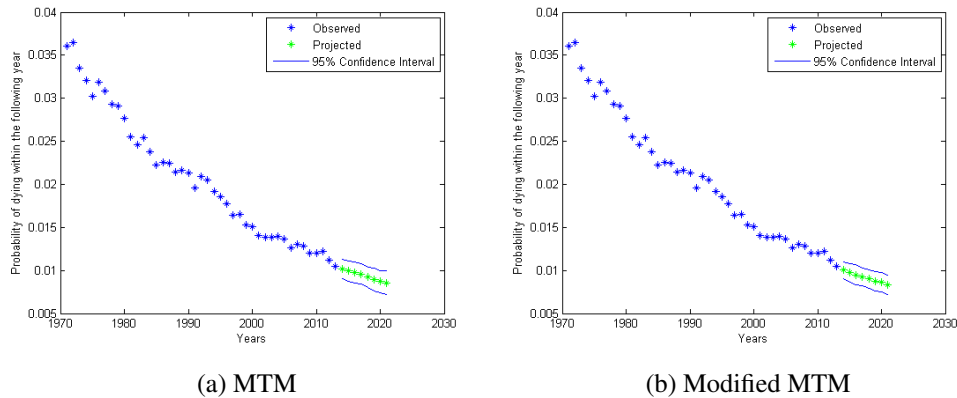 0.04
0.035
0.03
0.025
0.02
0.015
0.01
0.005
Probability of dying within the following year
1970 1980 1990 2000 2010 2020 2030
Years
Observed
Projected
95% Confidence Interval
(a) MTM
0.04
0.035
0.03
0.025
0.02
0.015
0.01
0.005
Probability of dying within the following year
1970 1980 1990 2000 2010 2020 2030
Years
Observed
Projected
95% Confidence Interval
(b) Modified MTM